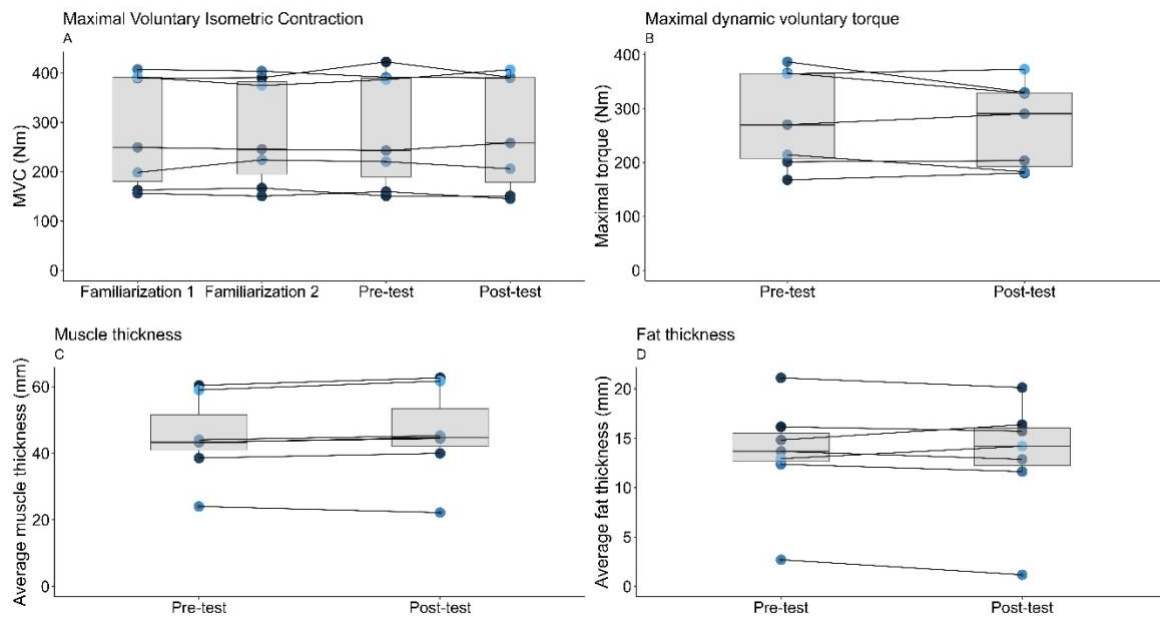 Maximal Voluntary Isometric Contraction
A
MVC (Nm)
400
300
200
100
0
Familiarization 1 Familiarization 2 Pre-test Post-test
Maximal dynamic voluntary torque
B
Maximal torque (Nm)
400
300
200
100
0
Pre-test Post-test
Muscle thickness
C
Average muscle thickness (mm)
60
40
20
0
Pre-test Post-test
Fat thickness
D
Average fat thickness (mm)
20
15
10
5
0
Pre-test Post-test